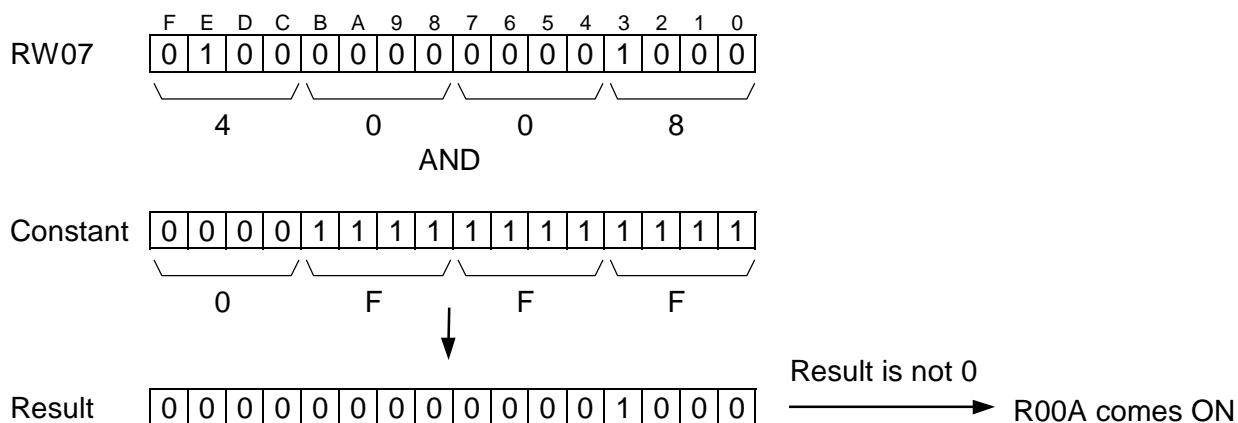 F E D C B A 9 8 7 6 5 4 3 2 1 0
RW07 0 1 0 0 0 0 0 0 0 0 0 0 1 0 0 0
4 0 0 8
AND
Constant 0 0 0 0 1 1 1 1 1 1 1 1 1 1 1 1
0 F F F
Result is not 0
Result 0 0 0 0 0 0 0 0 0 0 0 0 1 0 0 0 R00A comes ON